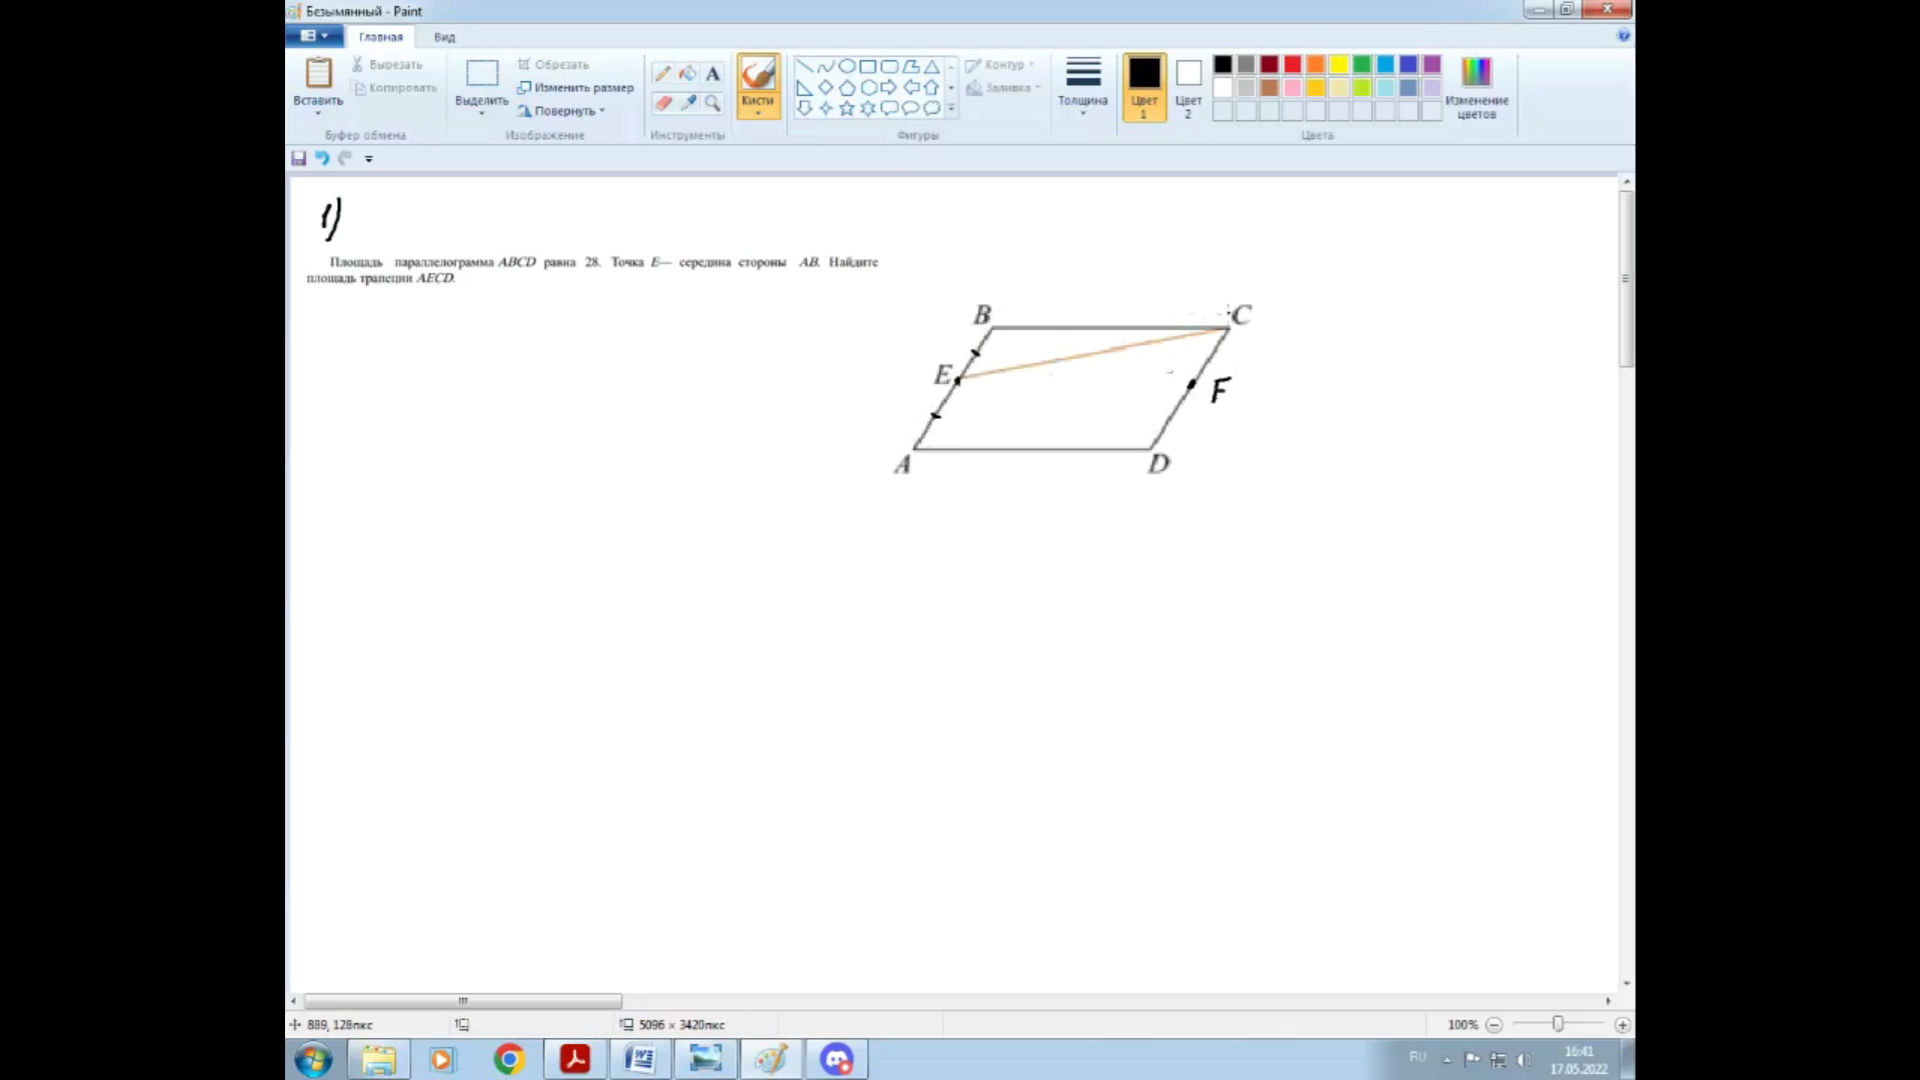 Безымянный - Paint
Главная
Вид
Вставить
Вырезать
Копировать
Буфер обмена
Выделить
Обрезать
Изменить размер
Повернуть
Изображение
A
Инструменты
Кисти
Контур
Заливка
Фигуры
Толщина
Цвет 1
Цвет 2
Изменение цветов
Цвета
1)
Площадь параллелограмма ABCD равна 28. Точка E— середина стороны AB. Найдите
площадь трапеции AECD.
B
C
E
F
A
D
889, 128пкс
5096 × 3420пкс
100%
RU
16:41
17.05.2022